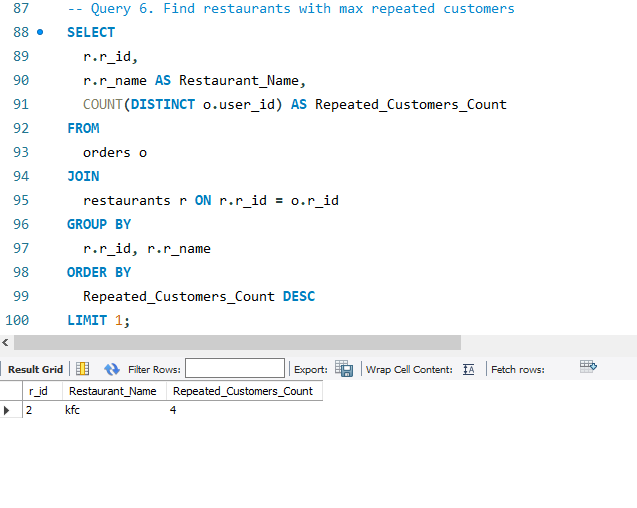 87 -- Query 6. Find restaurants with max repeated customers
88 SELECT
89 r.r_id,
90 r.r_name AS Restaurant_Name,
91 COUNT(DISTINCT o.user_id) AS Repeated_Customers_Count
92 FROM
93 orders o
94 JOIN
95 restaurants r ON r.r_id = o.r_id
96 GROUP BY
97 r.r_id, r.r_name
98 ORDER BY
99 Repeated_Customers_Count DESC
100 LIMIT 1;
Result Grid Filter Rows: Export: Wrap Cell Content: IA Fetch rows:
r_id Restaurant_Name Repeated_Customers_Count
2 kfc 4